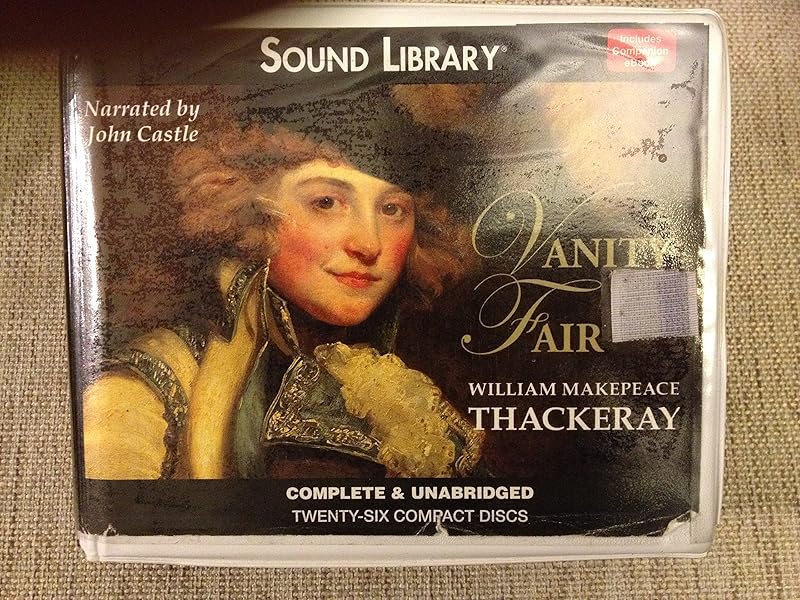 SOUND LIBRARY®
Includes
Companion
eBook
Narrated by
John Castle
VANITY
FAIR
WILLIAM MAKEPEACE
THACKERAY
COMPLETE & UNABRIDGED
TWENTY-SIX COMPACT DISCS